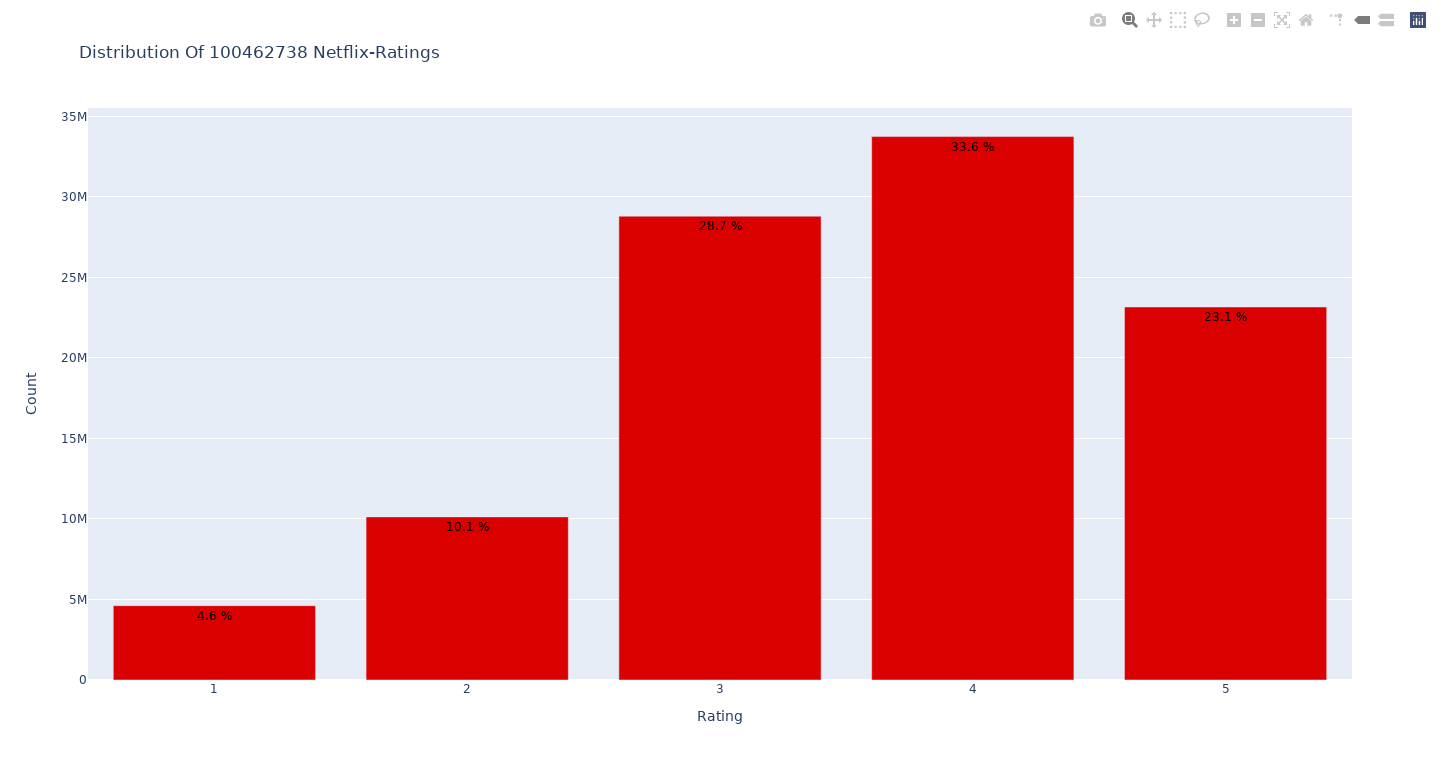 Distribution Of 100462738 Netflix-Ratings
35M
30M
25M
20M
15M
10M
5M
0
Count
4.6 %
10.1 %
28.7 %
33.6 %
23.1 %
1
2
3
4
5
Rating